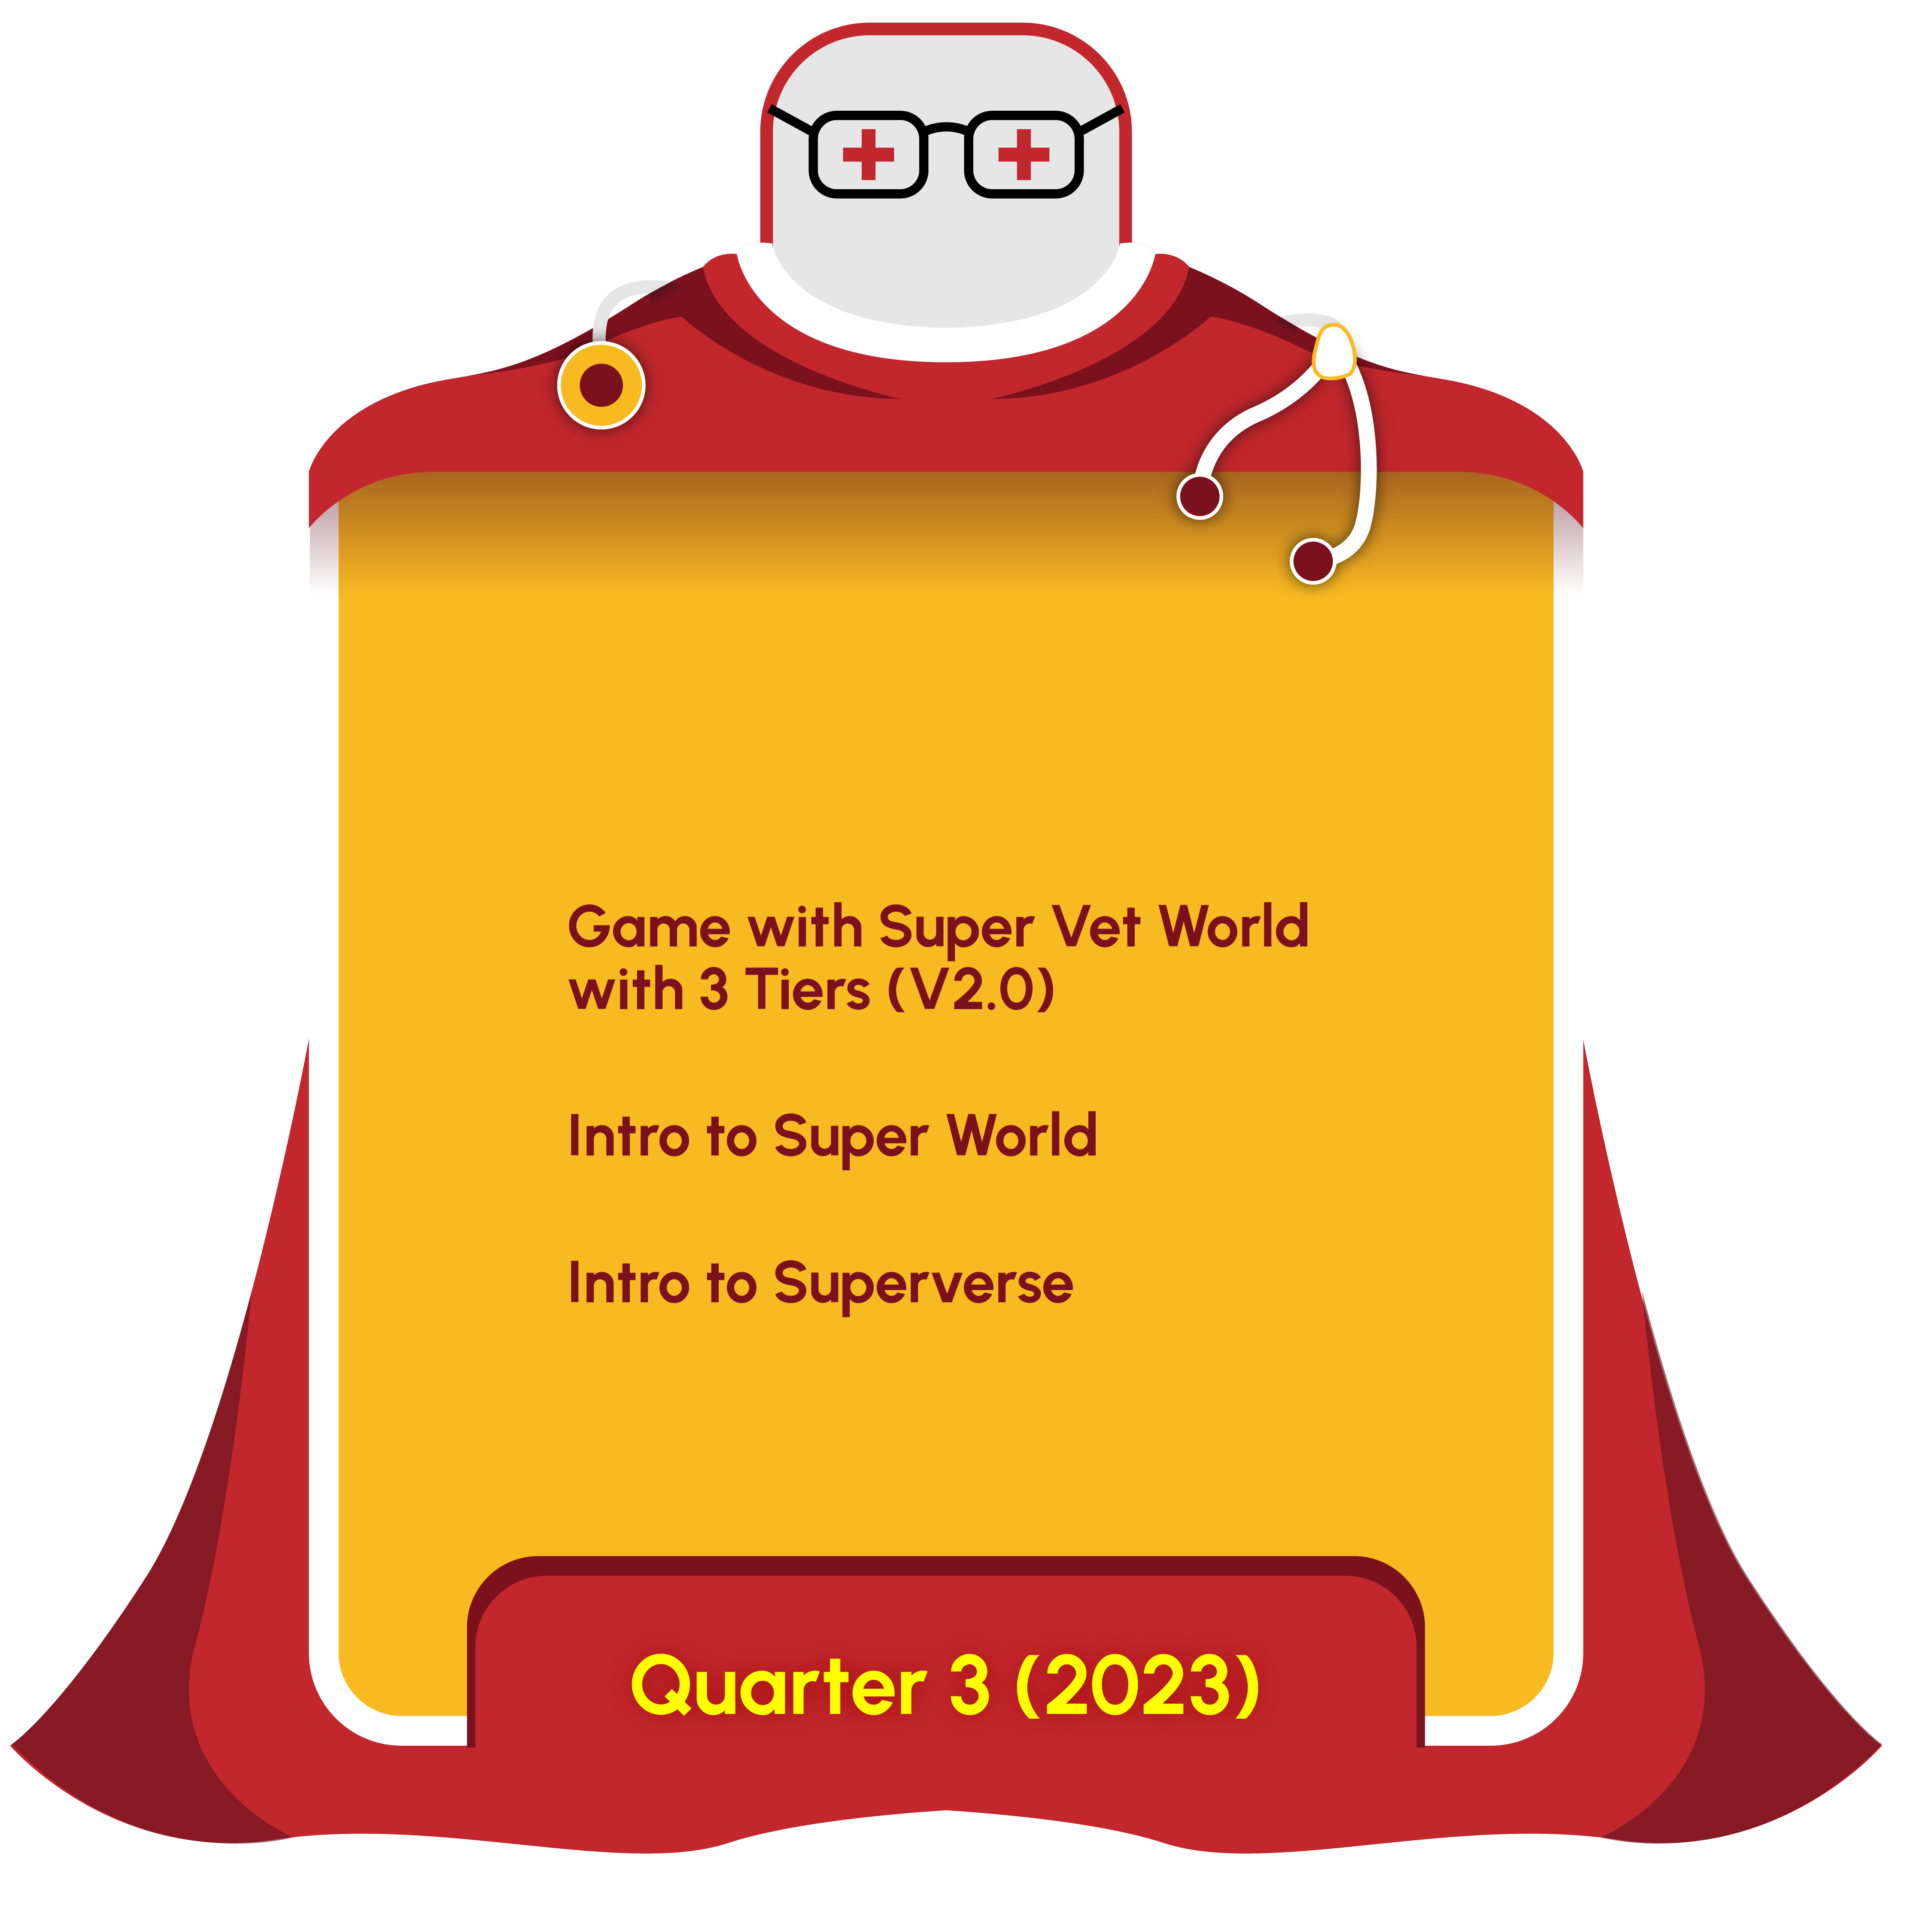 Game with Super Vet World
with 3 Tiers (V2.0)
Intro to Super World
Intro to Superverse
Quarter 3 (2023)